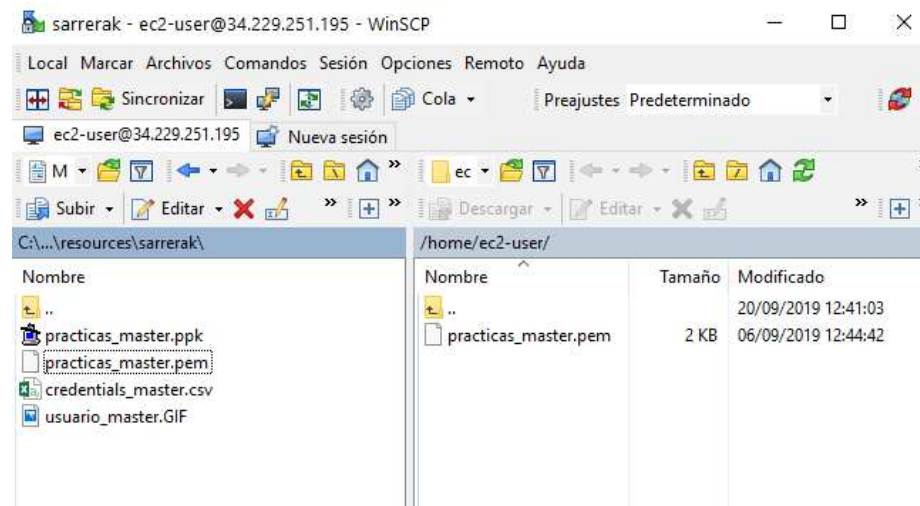 sarrerak - ec2-user@34.229.251.195 - WinSCP
Local Marcar Archivos Comandos Sesión Opciones Remoto Ayuda
Sincronizar Cola Preajustes Predeterminado
ec2-user@34.229.251.195 Nueva sesión
M ec
Subir Editar Descargar Editar
C:\...\resources\sarrerak\ /home/ec2-user/
Nombre Nombre Tamaño Modificado
.. .. 20/09/2019 12:41:03
practicas_master.ppk practicas_master.pem 2 KB 06/09/2019 12:44:42
practicas_master.pem
credentials_master.csv
usuario_master.GIF